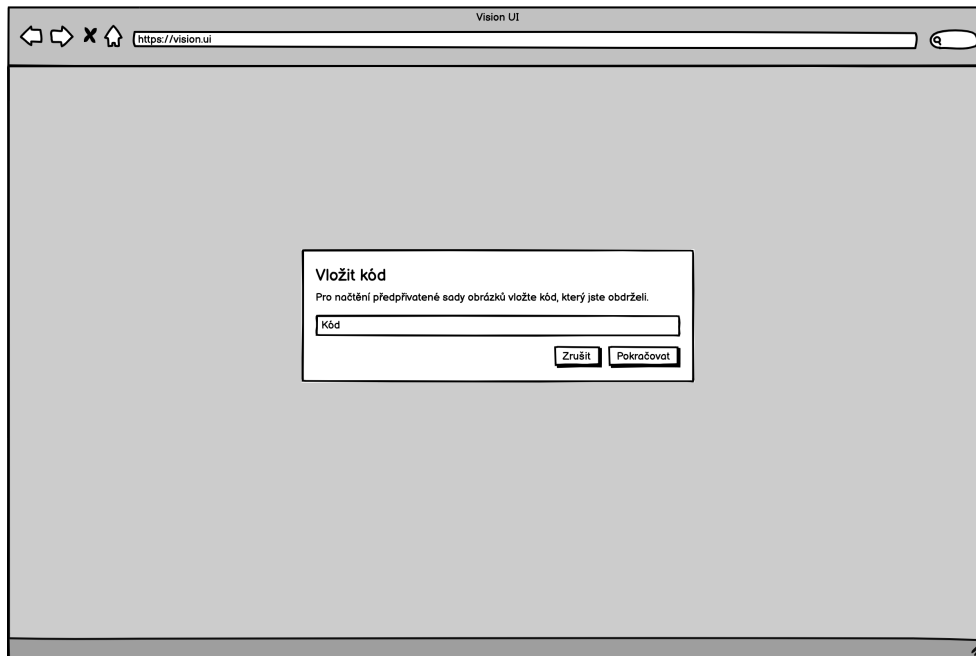 Vision UI
https://vision.ui
Vložit kód
Pro načtění předpřivatené sady obrázků vložte kód, který jste obdrželi.
Kód
Zrušit
Pokračovat